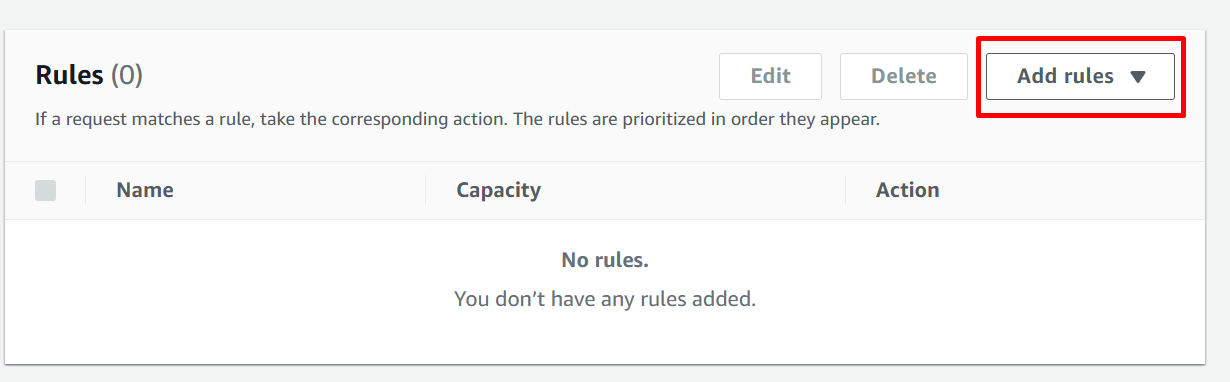 Rules (0) Edit Delete Add rules
If a request matches a rule, take the corresponding action. The rules are prioritized in order they appear.
Name Capacity Action
No rules.
You don’t have any rules added.